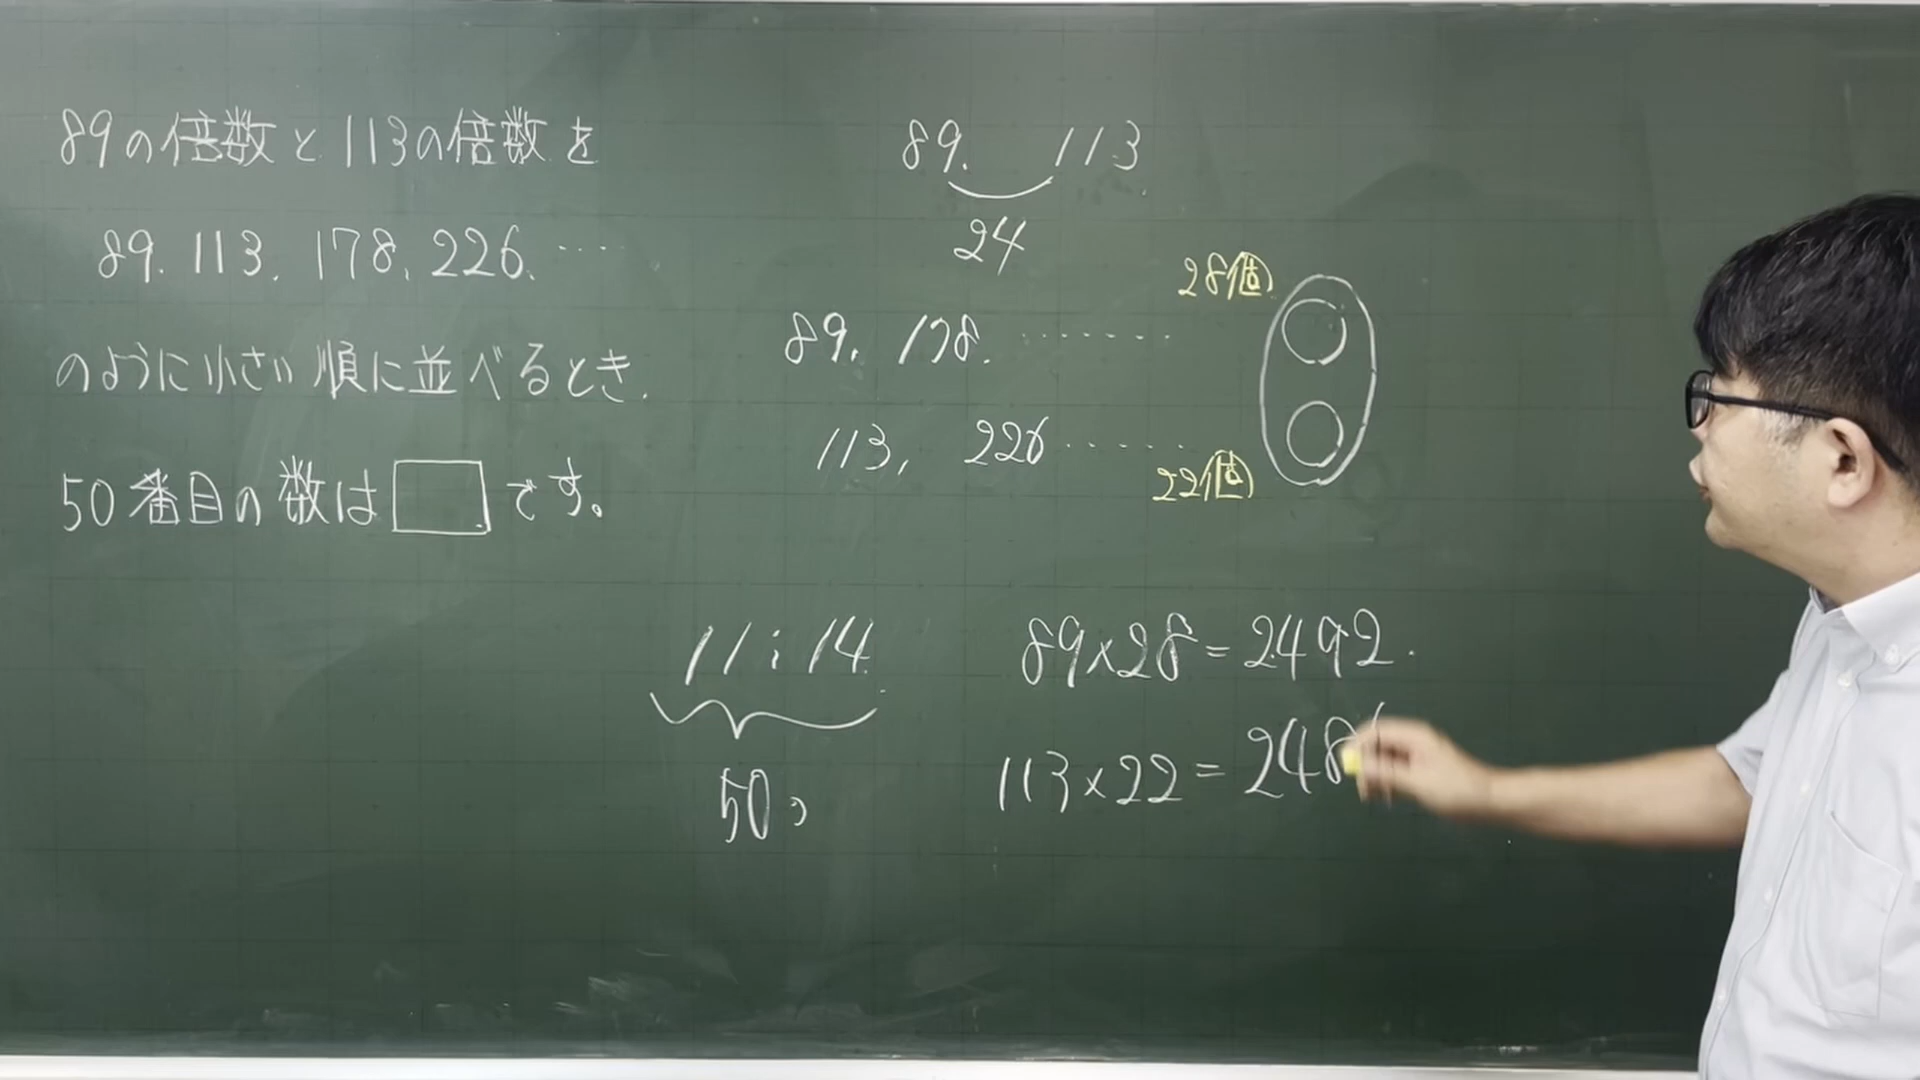 89の倍数と113の倍数を
89. 113. 178. 226. ‥‥
のように小さい順に並べるとき.
50番目の数は□です。
89. 113
24
28個
89. 178. ‥‥‥
113, 226 ‥‥‥
22個
11:14
50コ
89×28=2492.
113×22=2486